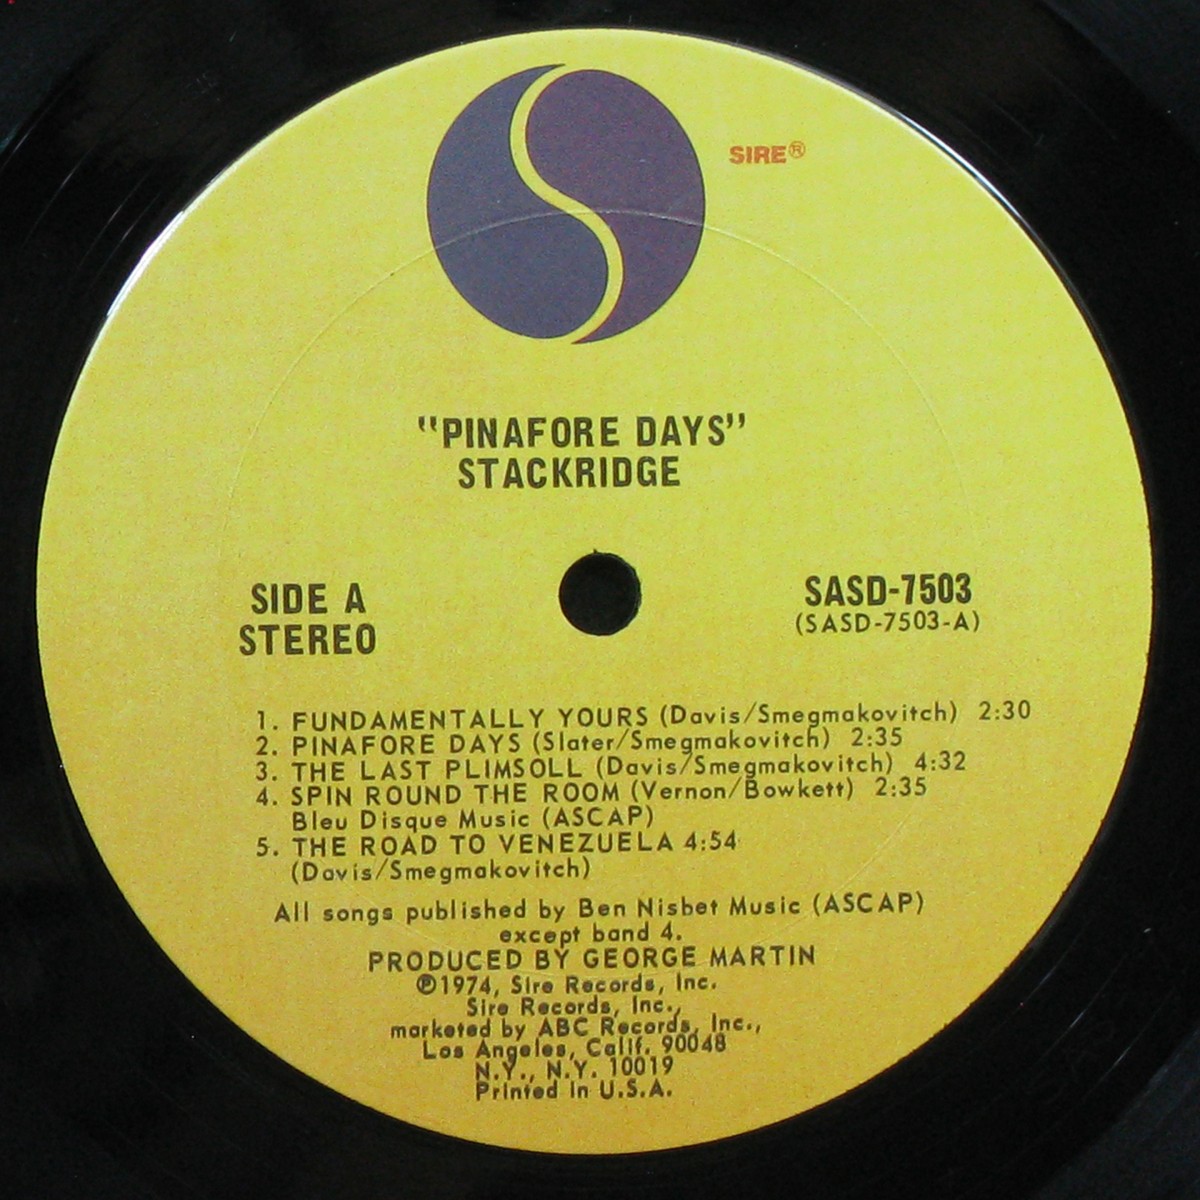 SIRE®
"PINAFORE DAYS"
STACKRIDGE
SIDE A
STEREO
SASD-7503
(SASD-7503-A)
1. FUNDAMENTALLY YOURS (Davis/Smegmakovitch) 2:30
2. PINAFORE DAYS (Slater/Smegmakovitch) 2:35
3. THE LAST PLIMSOLL (Davis/Smegmakovitch) 4:32
4. SPIN ROUND THE ROOM (Vernon/Bowkett) 2:35
Bleu Disque Music (ASCAP)
5. THE ROAD TO VENEZUELA 4:54
(Davis/Smegmakovitch)
All songs published by Ben Nisbet Music (ASCAP)
except band 4.
PRODUCED BY GEORGE MARTIN
℗1974, Sire Records, Inc.
Sire Records, Inc.,
marketed by ABC Records, Inc.,
Los Angeles, Calif. 90048
N.Y., N.Y. 10019
Printed in U.S.A.